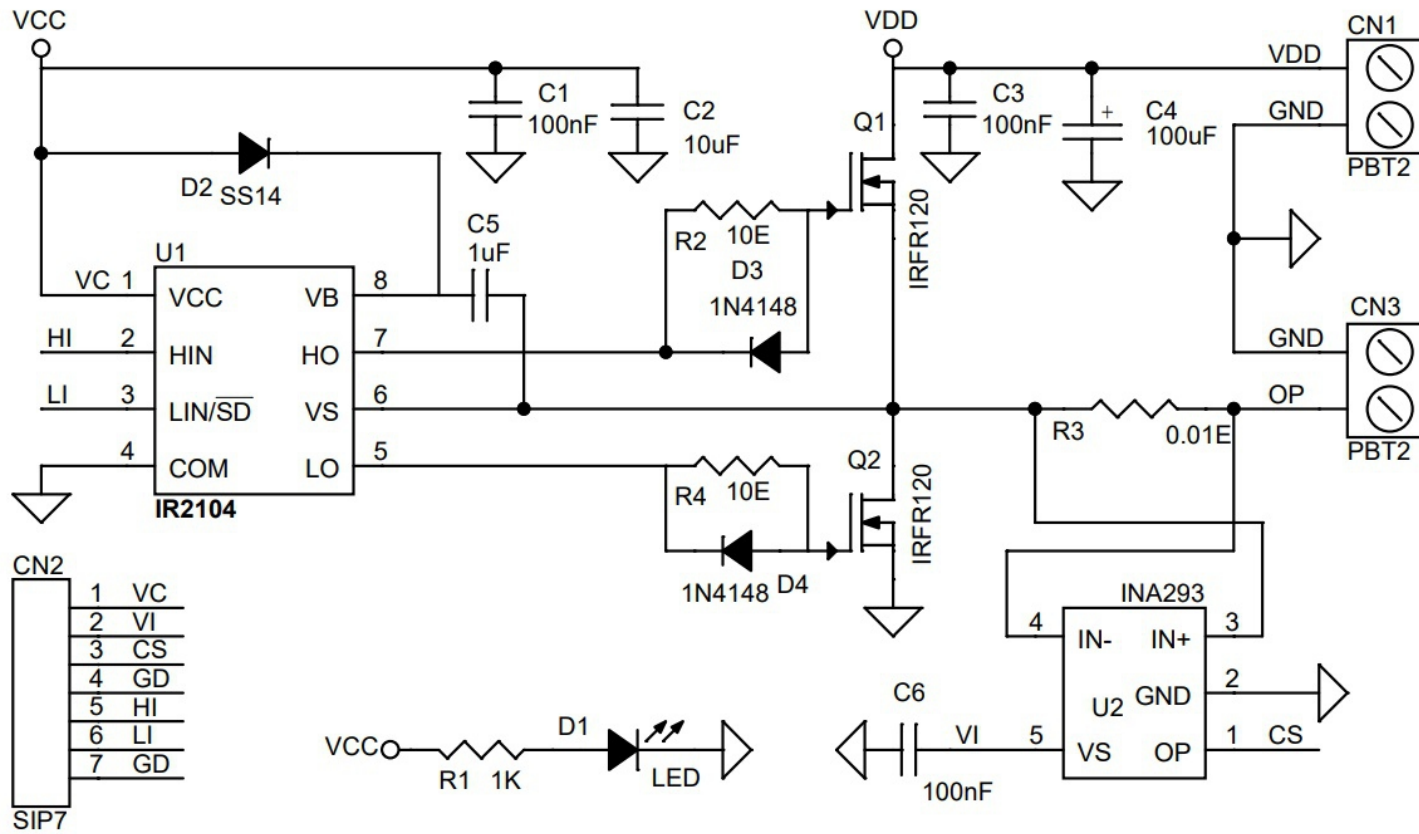 VCC
VDD
CN1
VDD
GND
PBT2
C1
100nF
C2
10uF
Q1
C3
100nF
+
C4
100uF
D2 SS14
C5
1uF
R2 10E
D3
1N4148
IRFR120
U1
VC 1 VCC VB 8
HI 2 HIN HO 7
LI 3 LIN/SD VS 6
4 COM LO 5
IR2104
CN3
GND
OP
PBT2
R3 0.01E
Q2
R4 10E
1N4148 D4
IRFR120
CN2
1 VC
2 VI
3 CS
4 GD
5 HI
6 LI
7 GD
SIP7
INA293
4 IN- IN+ 3
U2 GND 2
VI 5 VS OP 1 CS
C6
100nF
VCC
R1 1K
D1
LED